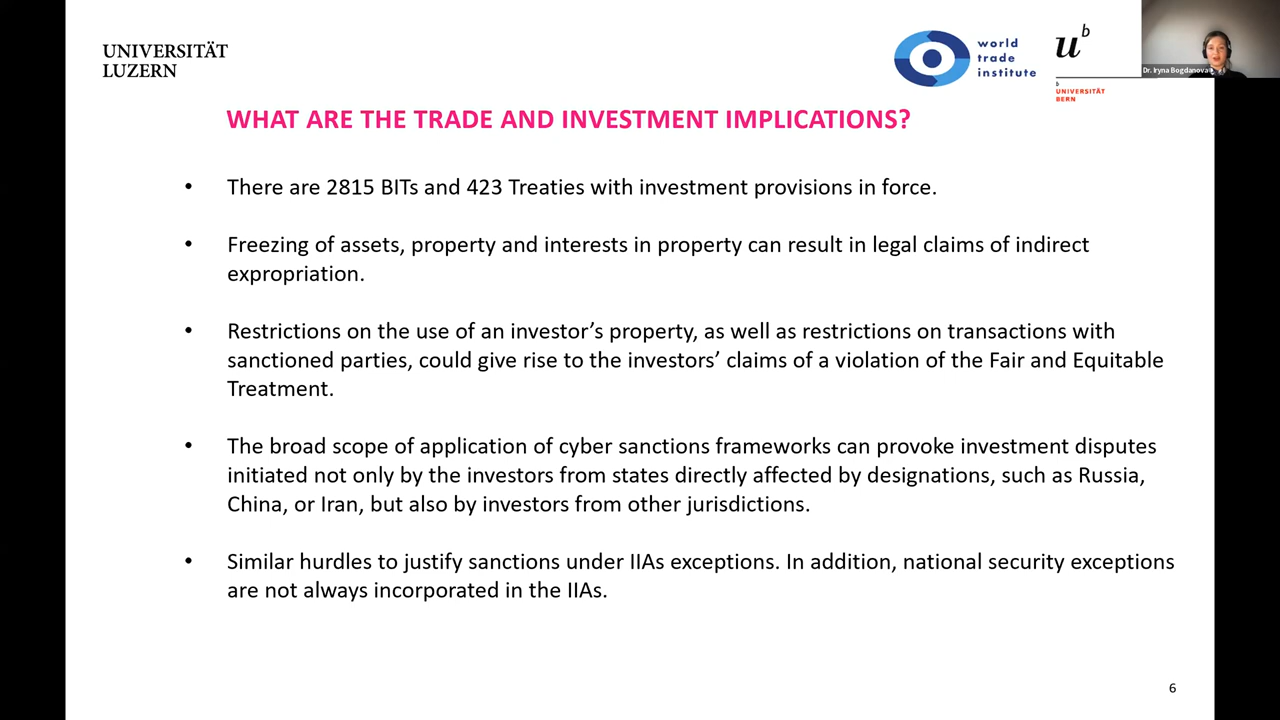 UNIVERSITÄT
LUZERN
world
trade
institute
u
b
b
UNIVERSITÄT
BERN
Dr. Iryna Bogdanova
WHAT ARE THE TRADE AND INVESTMENT IMPLICATIONS?
• There are 2815 BITs and 423 Treaties with investment provisions in force.
• Freezing of assets, property and interests in property can result in legal claims of indirect
expropriation.
• Restrictions on the use of an investor’s property, as well as restrictions on transactions with
sanctioned parties, could give rise to the investors’ claims of a violation of the Fair and Equitable
Treatment.
• The broad scope of application of cyber sanctions frameworks can provoke investment disputes
initiated not only by the investors from states directly affected by designations, such as Russia,
China, or Iran, but also by investors from other jurisdictions.
• Similar hurdles to justify sanctions under IIAs exceptions. In addition, national security exceptions
are not always incorporated in the IIAs.
6